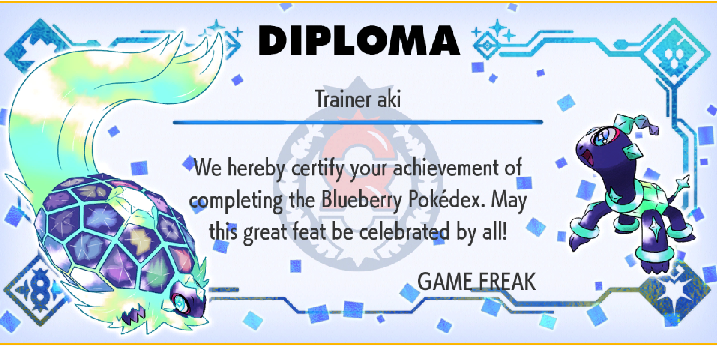 DIPLOMA
Trainer aki
We hereby certify your achievement of
completing the Blueberry Pokédex. May
this great feat be celebrated by all!
GAME FREAK